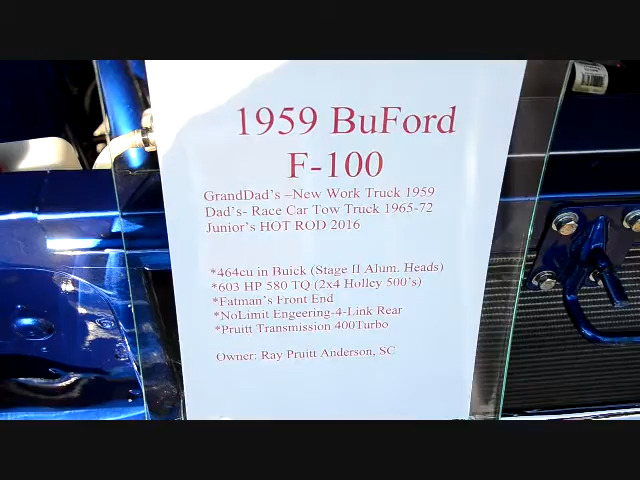 1959 BuFord
F-100
GrandDad's –New Work Truck 1959
Dad's- Race Car Tow Truck 1965-72
Junior's HOT ROD 2016
*464cu in Buick (Stage II Alum. Heads)
*603 HP 580 TQ (2x4 Holley 500's)
*Fatman's Front End
*NoLimit Engeering-4-Link Rear
*Pruitt Transmission 400Turbo
Owner: Ray Pruitt Anderson, SC